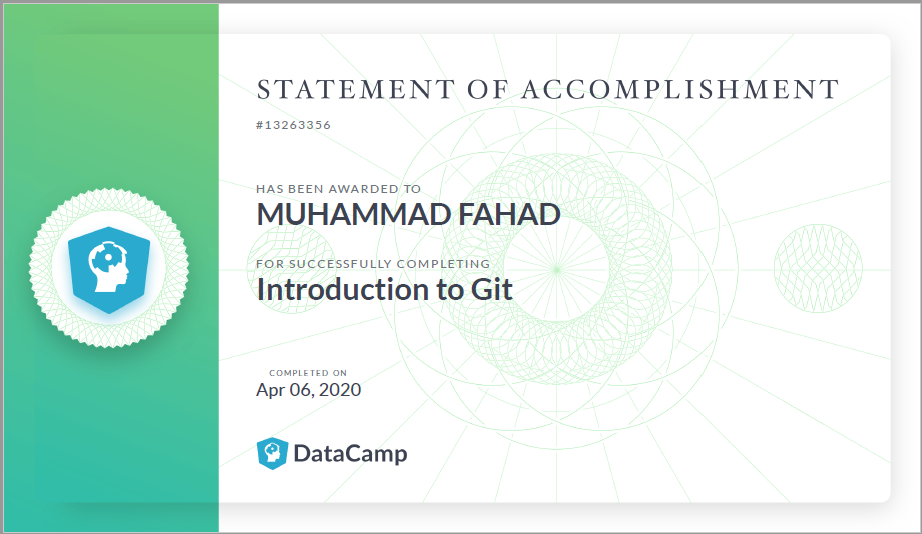 STATEMENT OF ACCOMPLISHMENT
#13263356
HAS BEEN AWARDED TO
MUHAMMAD FAHAD
FOR SUCCESSFULLY COMPLETING
Introduction to Git
COMPLETED ON
Apr 06, 2020
DataCamp